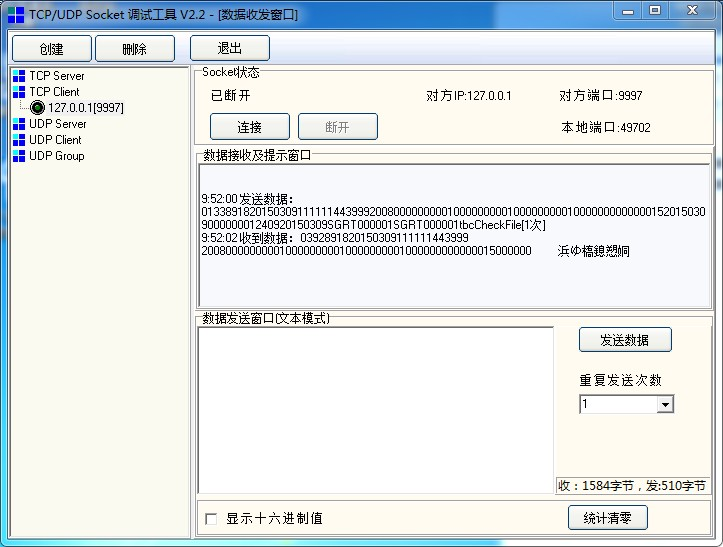 TCP/UDP Socket 调试工具 V2.2 - [数据收发窗口]
创建 删除 退出
TCP Server
TCP Client
127.0.0.1[9997]
UDP Server
UDP Client
UDP Group
Socket状态
已断开 对方IP:127.0.0.1 对方端口:9997
连接 断开 本地端口:49702
数据接收及提示窗口
9:52:00 发送数据：
013389182015030911111144399920080000000001000000000100000000010000000000000152015030
9000000001240920150309SGRT000001SGRT000001tbcCheckFile[1次]
9:52:02 收到数据：0392891820150309111111443999
20080000000001000000000100000000010000000000000015000000 浜ゆ槗鎴愬姛
数据发送窗口(文本模式)
发送数据
重复发送次数
1
收：1584字节，发:510字节
显示十六进制值 统计清零